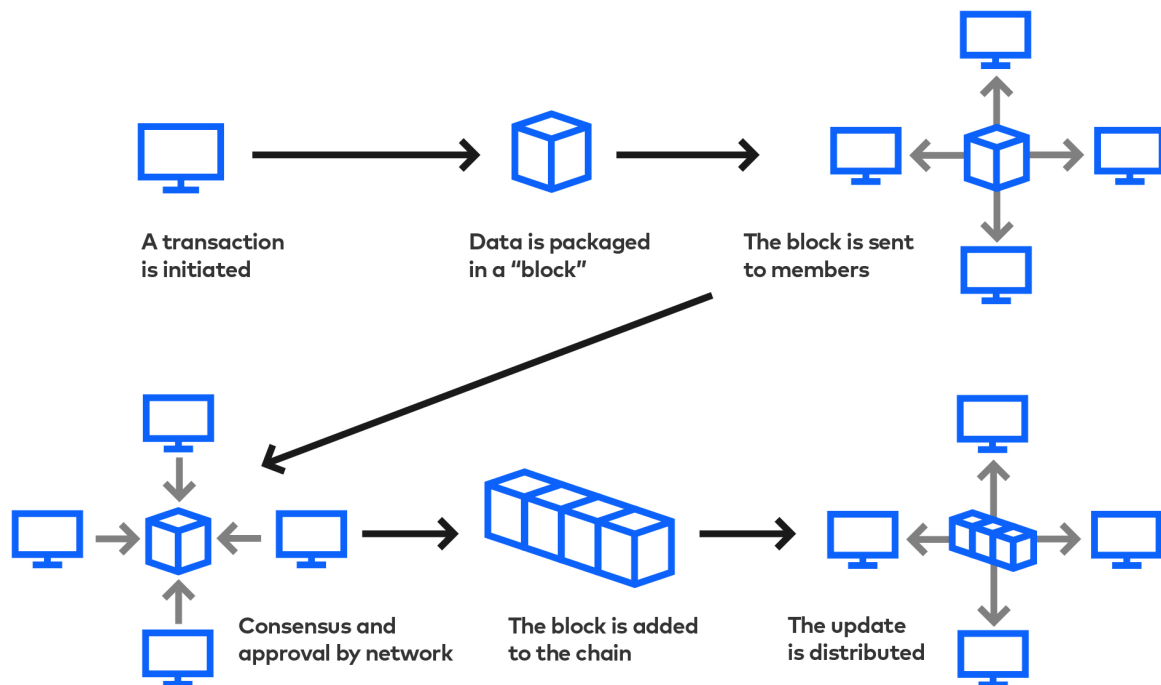 A transaction
is initiated
Data is packaged
in a “block”
The block is sent
to members
Consensus and
approval by network
The block is added
to the chain
The update
is distributed